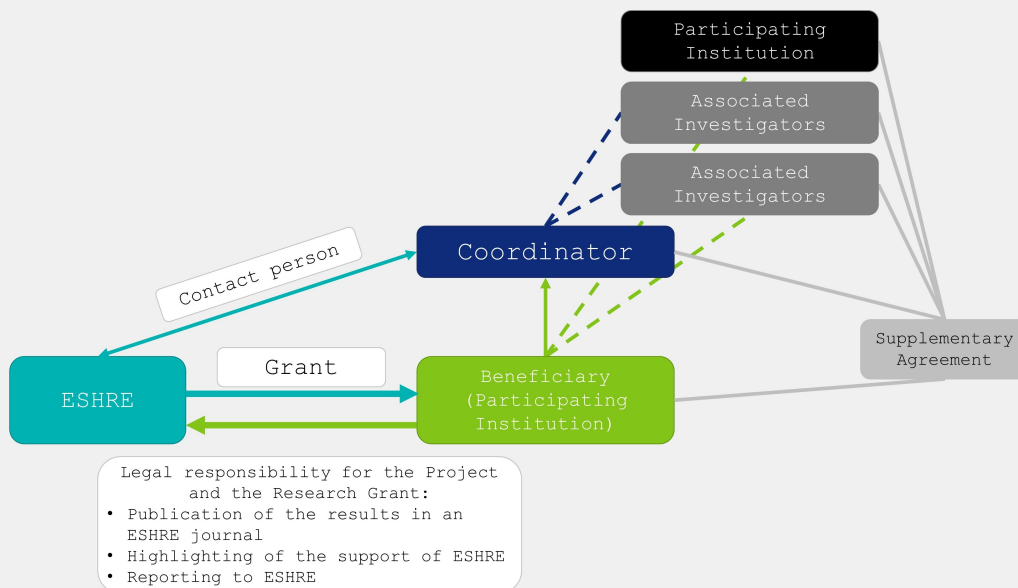 Participating
Institution
Associated
Investigators
Associated
Investigators
Coordinator
Contact person
Supplementary
Agreement
Grant
ESHRE
Beneficiary
(Participating
Institution)
Legal responsibility for the Project
and the Research Grant:
• Publication of the results in an
ESHRE journal
• Highlighting of the support of ESHRE
• Reporting to ESHRE